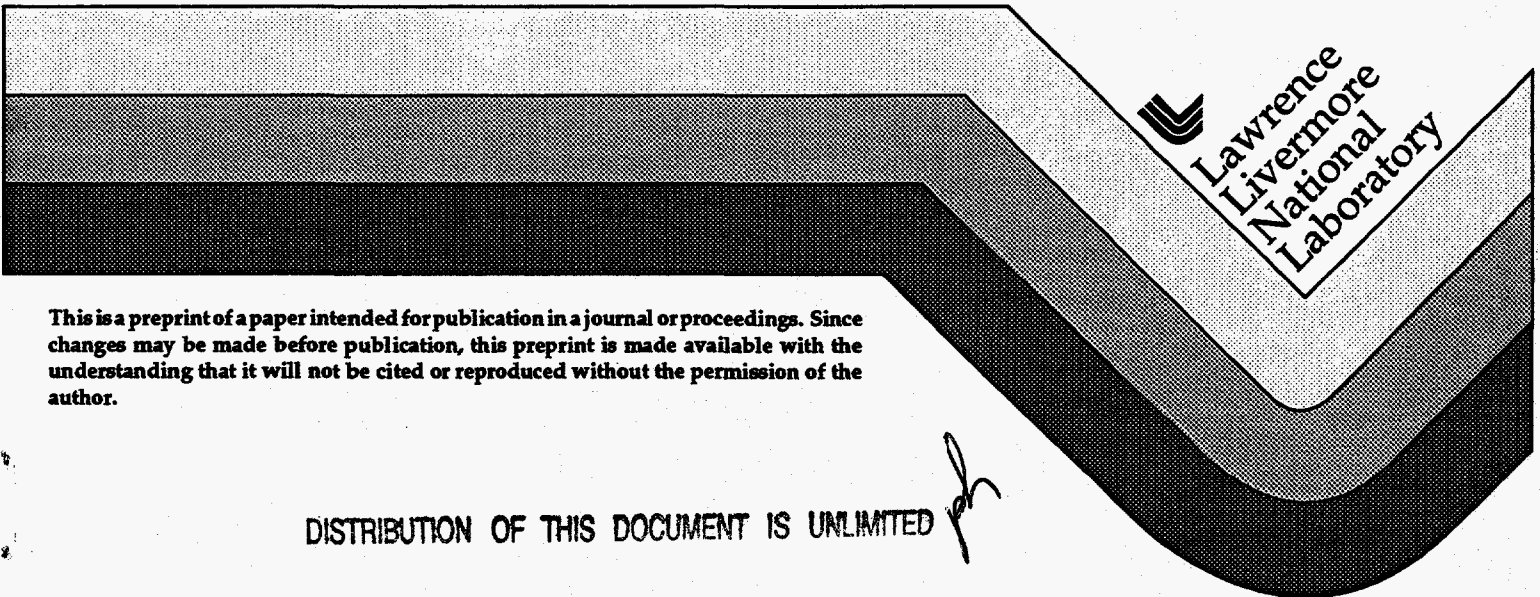 Lawrence
Livermore
National
Laboratory
This is a preprint of a paper intended for publication in a journal or proceedings. Since
changes may be made before publication, this preprint is made available with the
understanding that it will not be cited or reproduced without the permission of the
author.
DISTRIBUTION OF THIS DOCUMENT IS UNLIMITED